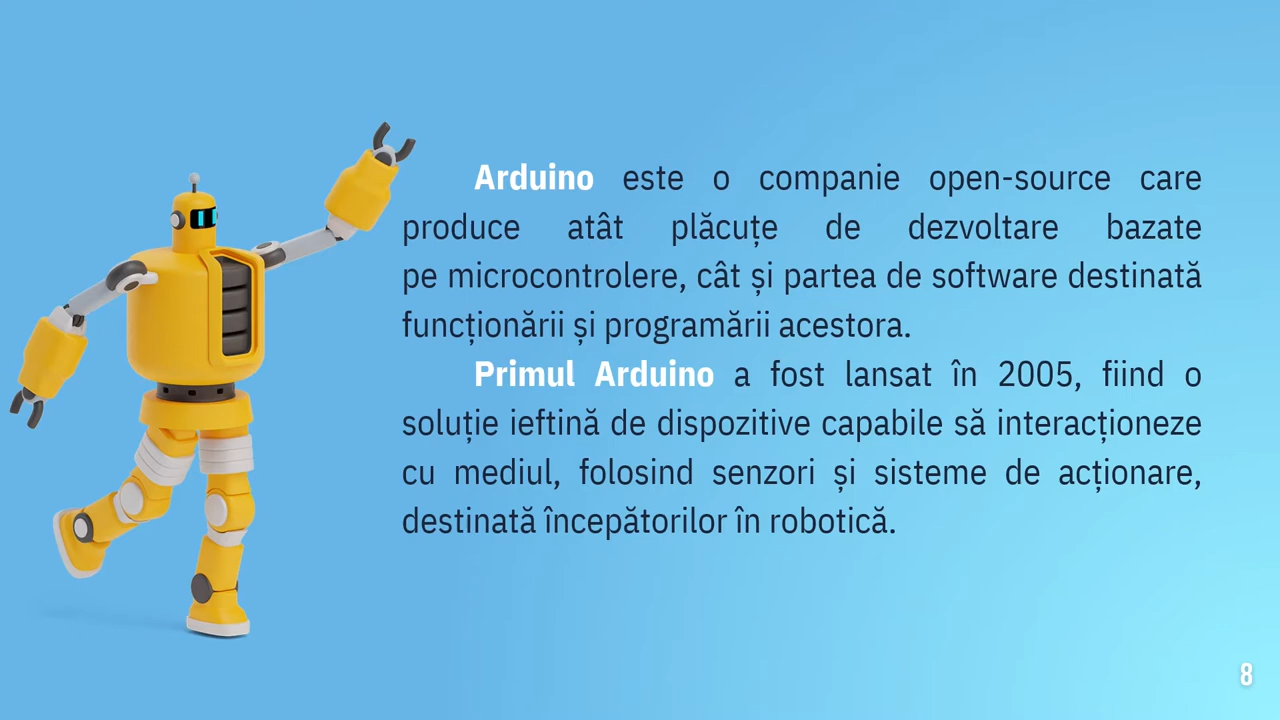 Arduino este o companie open-source care
produce atât plăcuțe de dezvoltare bazate
pe microcontrolere, cât și partea de software destinată
funcționării și programării acestora.
Primul Arduino a fost lansat în 2005, fiind o
soluție ieftină de dispozitive capabile să interacționeze
cu mediul, folosind senzori și sisteme de acționare,
destinată începătorilor în robotică.
8